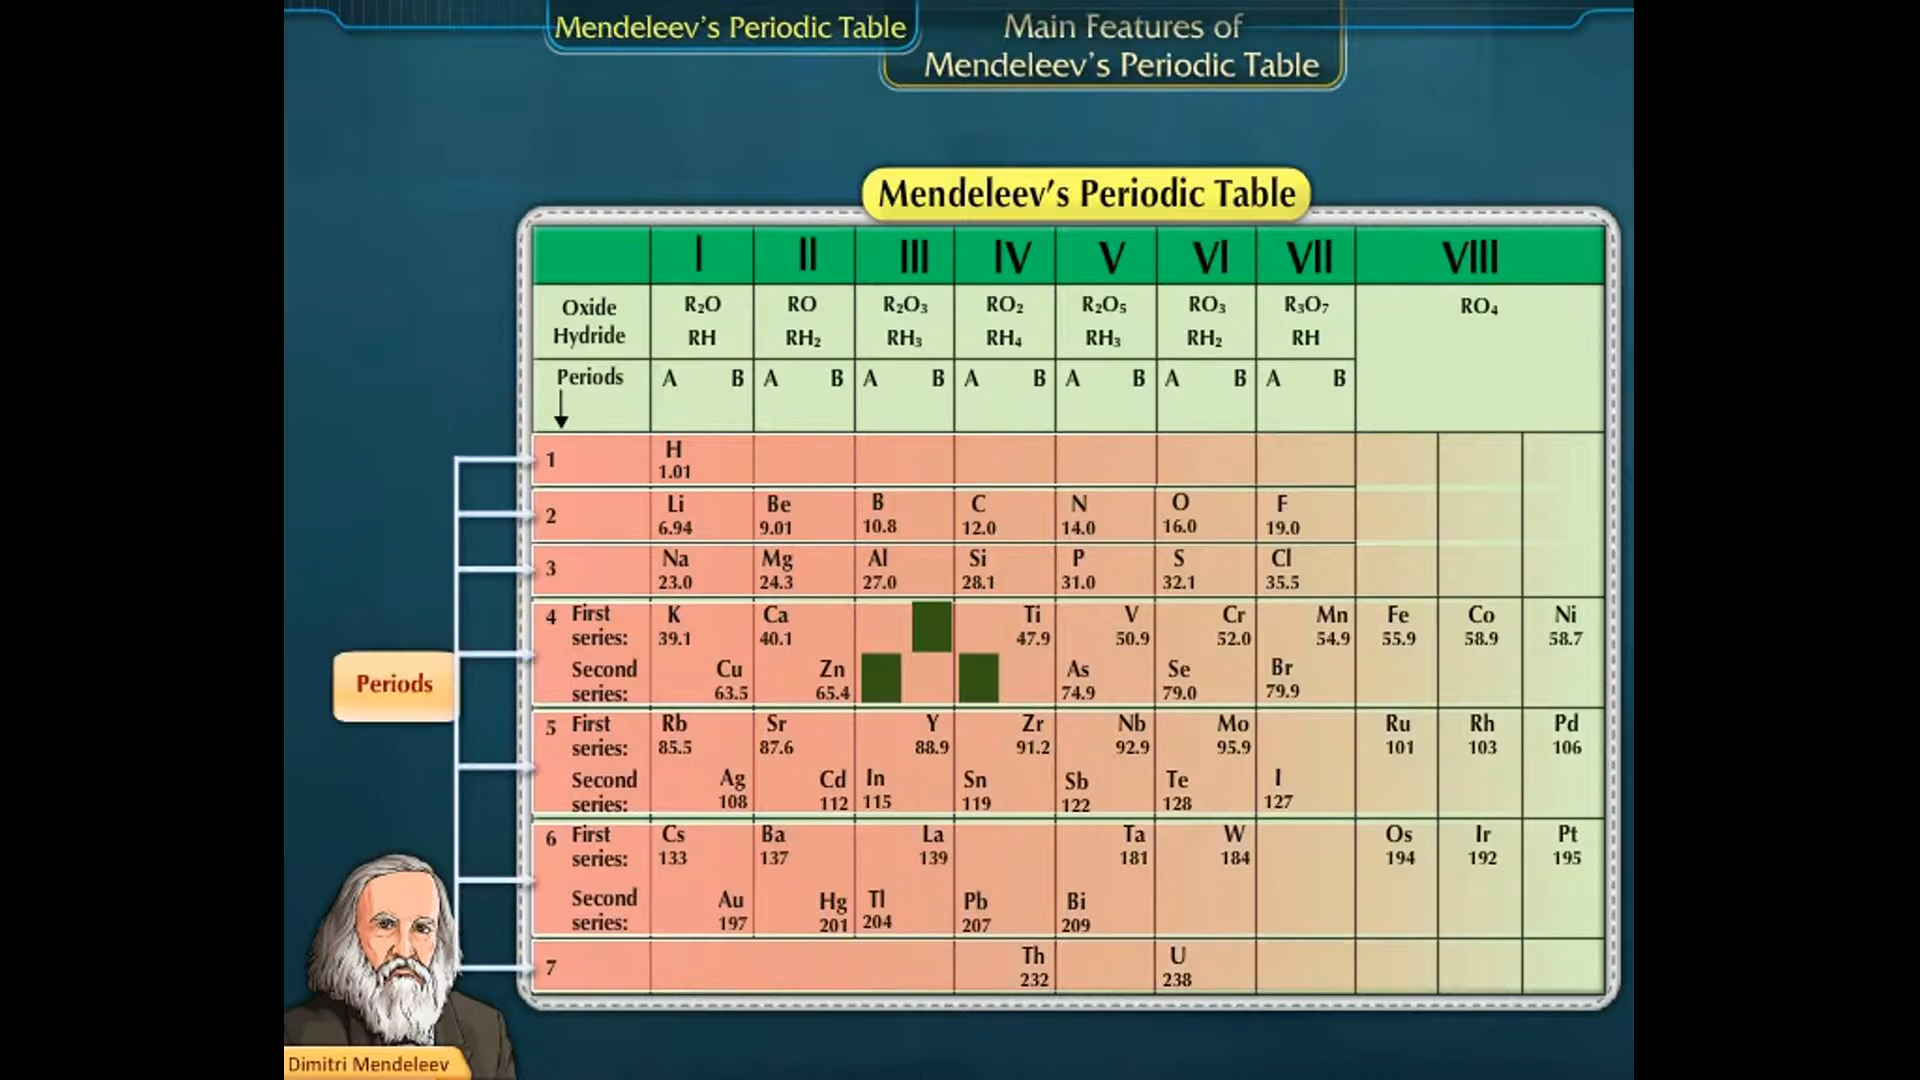 Mendeleev's Periodic Table
Main Features of
Mendeleev's Periodic Table
Mendeleev's Periodic Table
I II III IV V VI VII VIII
Oxide R₂O RO R₂O₃ RO₂ R₂O₅ RO₃ R₃O₇ RO₄
Hydride RH RH₂ RH₃ RH₄ RH₃ RH₂ RH
Periods A B A B A B A B A B A B A B
1 H
1.01
2 Li Be B C N O F
6.94 9.01 10.8 12.0 14.0 16.0 19.0
3 Na Mg Al Si P S Cl
23.0 24.3 27.0 28.1 31.0 32.1 35.5
4 First K Ca Ti V Cr Mn Fe Co Ni
series: 39.1 40.1 47.9 50.9 52.0 54.9 55.9 58.9 58.7
Second Cu Zn As Se Br
series: 63.5 65.4 74.9 79.0 79.9
5 First Rb Sr Y Zr Nb Mo Ru Rh Pd
series: 85.5 87.6 88.9 91.2 92.9 95.9 101 103 106
Second Ag Cd In Sn Sb Te I
series: 108 112 115 119 122 128 127
6 First Cs Ba La Ta W Os Ir Pt
series: 133 137 139 181 184 194 192 195
Second Au Hg Tl Pb Bi
series: 197 201 204 207 209
7 Th U
232 238
Periods
Dimitri Mendeleev